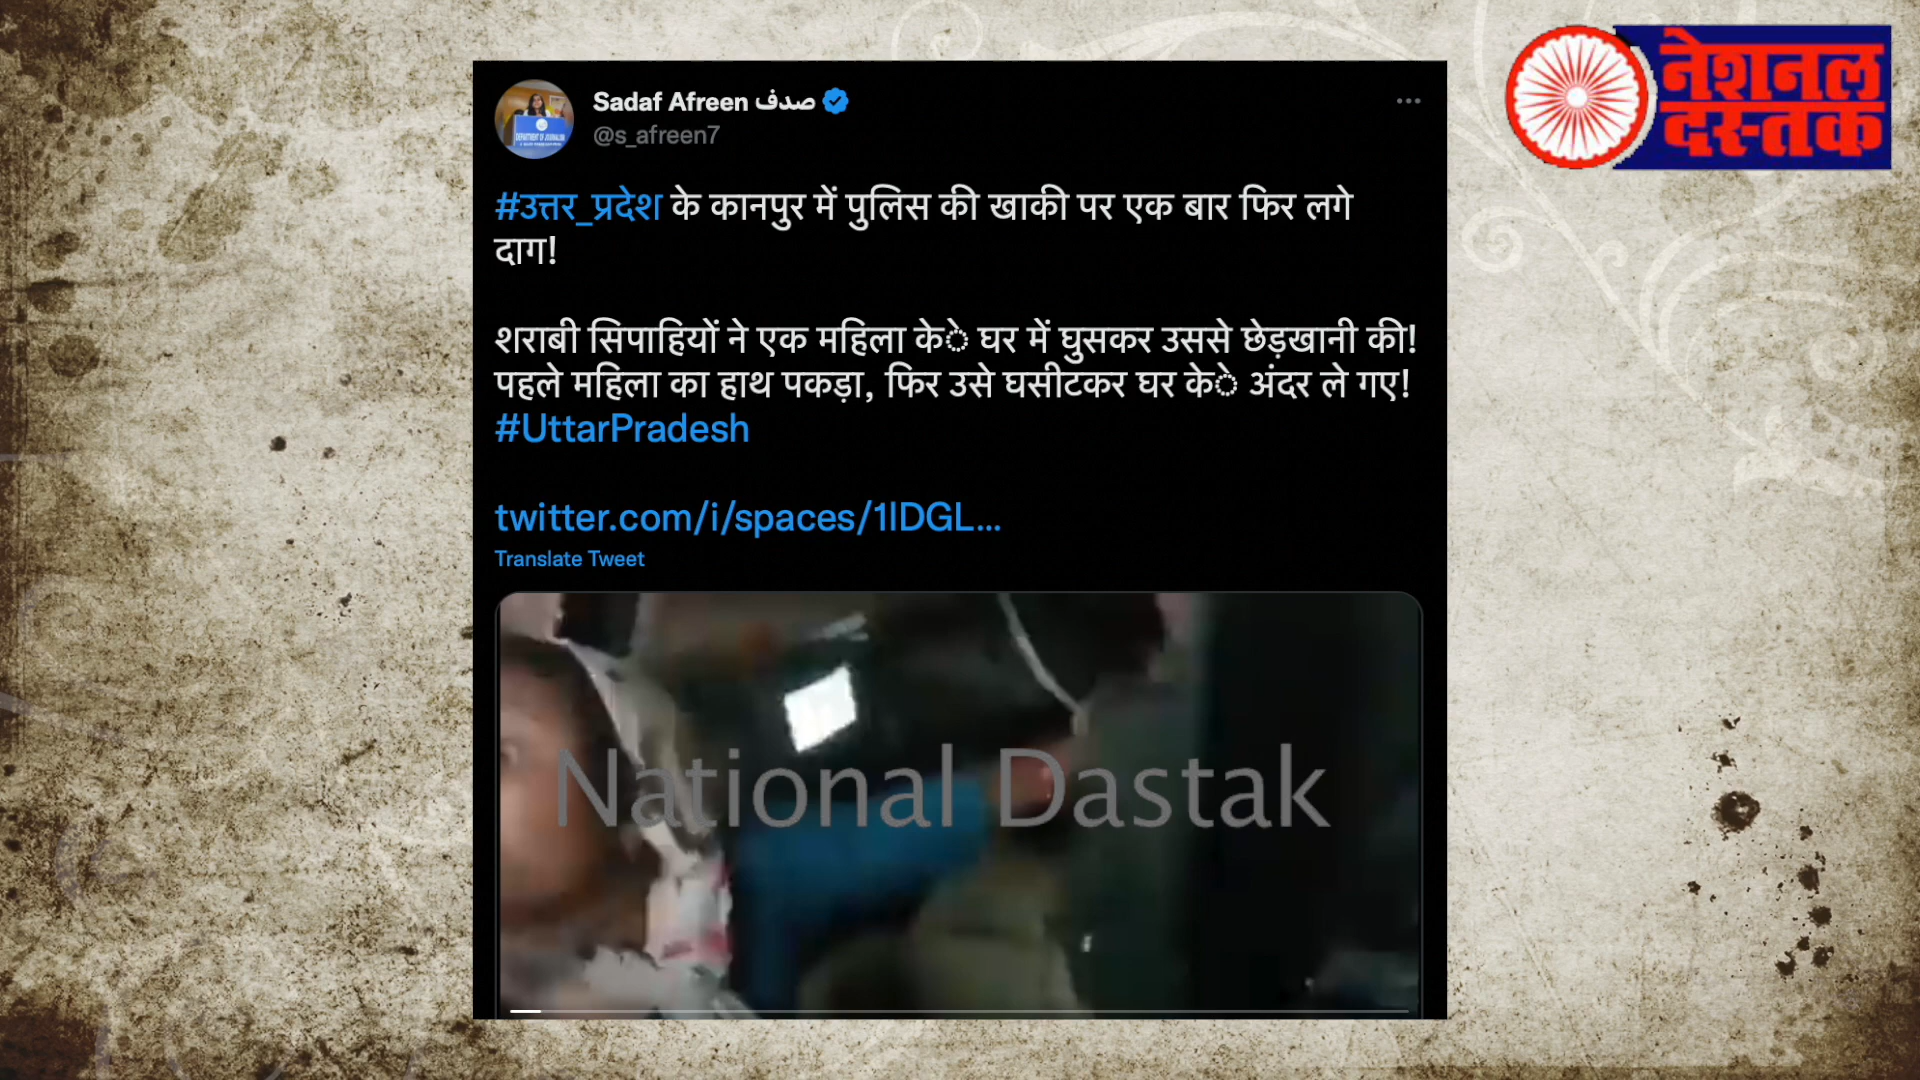 नेशनल
दस्तक
Sadaf Afreen صدف
@s_afreen7
#उत्तर_प्रदेश के कानपुर में पुलिस की खाकी पर एक बार फिर लगे
दाग!
शराबी सिपाहियों ने एक महिला केे घर में घुसकर उससे छेड़खानी की!
पहले महिला का हाथ पकड़ा, फिर उसे घसीटकर घर केे अंदर ले गए!
#UttarPradesh
twitter.com/i/spaces/1lDGL...
Translate Tweet
National Dastak